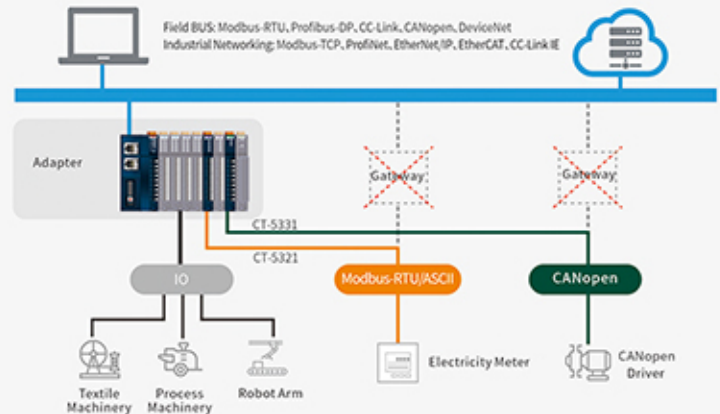 Field BUS: Modbus-RTU, Profibus-DP, CC-Link, CANopen, DeviceNet
Industrial Networking: Modbus-TCP, ProfiNet, EtherNet/IP, EtherCAT, CC-Link IE
Adapter
Gateway
Gateway
CT-5331
CT-5321
IO
Modbus-RTU/ASCII
CANopen
Electricity Meter
CANopen
Driver
Textile
Machinery
Process
Machinery
Robot Arm